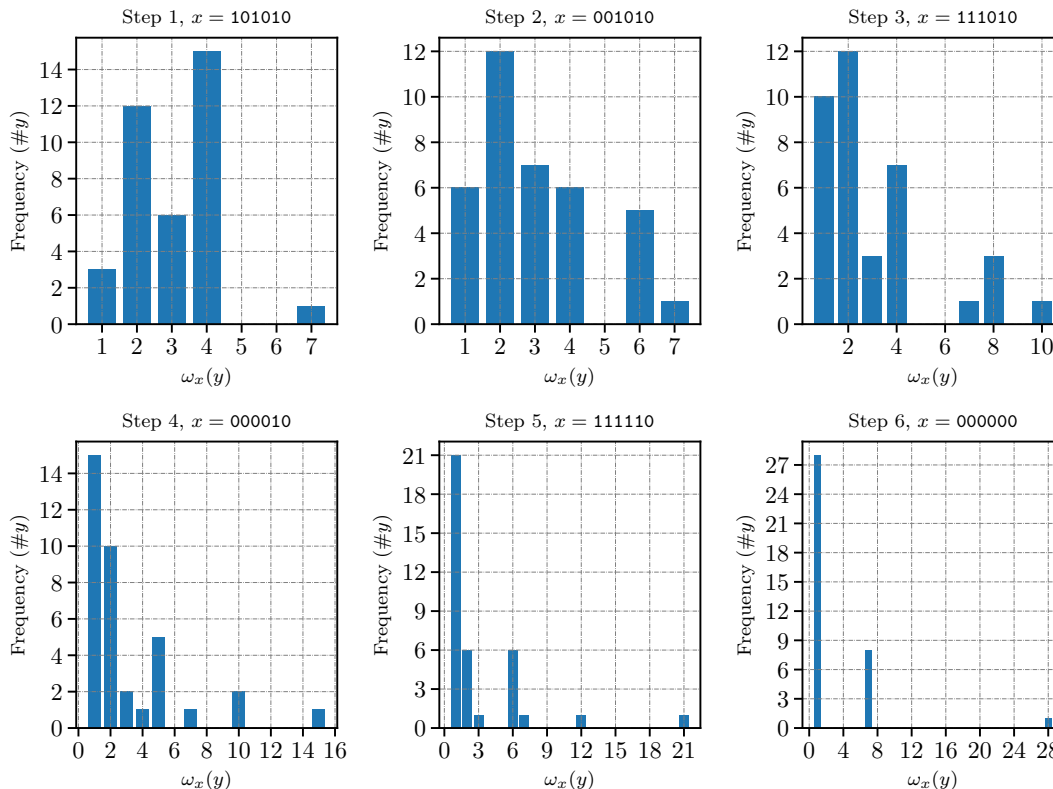 Step 1, x = 101010
Frequency (#y)
14
12
10
8
6
4
2
0
1 2 3 4 5 6 7
ωₓ(y)
Step 2, x = 001010
Frequency (#y)
12
10
8
6
4
2
0
1 2 3 4 5 6 7
ωₓ(y)
Step 3, x = 111010
Frequency (#y)
12
10
8
6
4
2
0
2 4 6 8 10
ωₓ(y)
Step 4, x = 000010
Frequency (#y)
14
12
10
8
6
4
2
0
0 2 4 6 8 10 12 14 16
ωₓ(y)
Step 5, x = 111110
Frequency (#y)
21
18
15
12
9
6
3
0
0 3 6 9 12 15 18 21
ωₓ(y)
Step 6, x = 000000
Frequency (#y)
27
24
21
18
15
12
9
6
3
0
0 4 8 12 16 20 24 28
ωₓ(y)